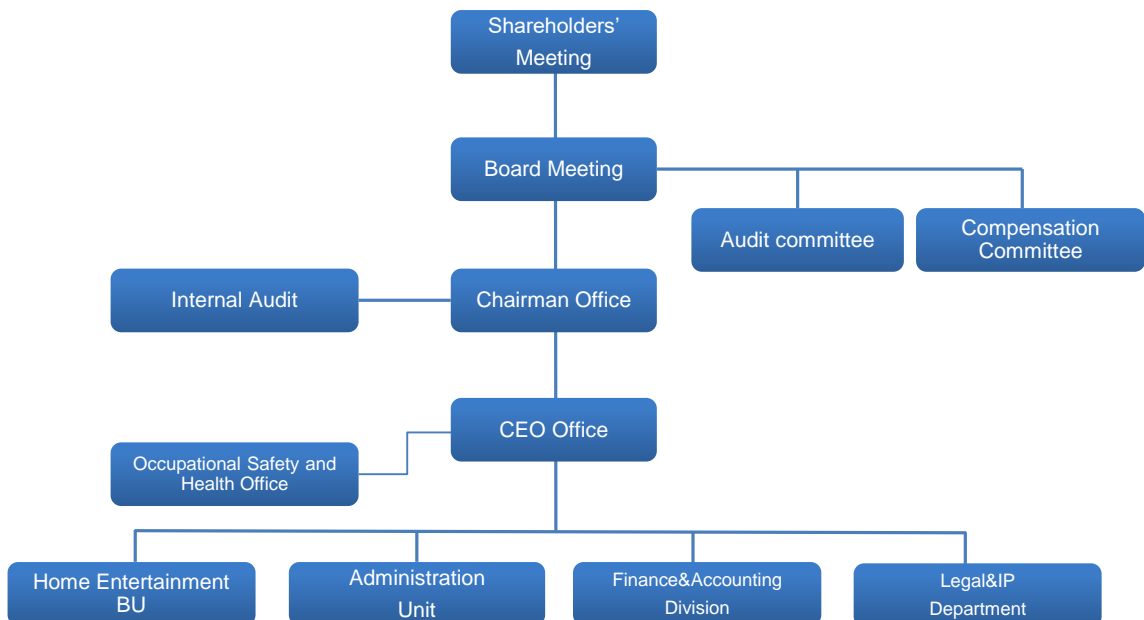 Shareholders’
Meeting
Board Meeting
Audit committee
Compensation
Committee
Internal Audit
Chairman Office
CEO Office
Occupational Safety and
Health Office
Home Entertainment
BU
Administration
Unit
Finance&Accounting
Division
Legal&IP
Department